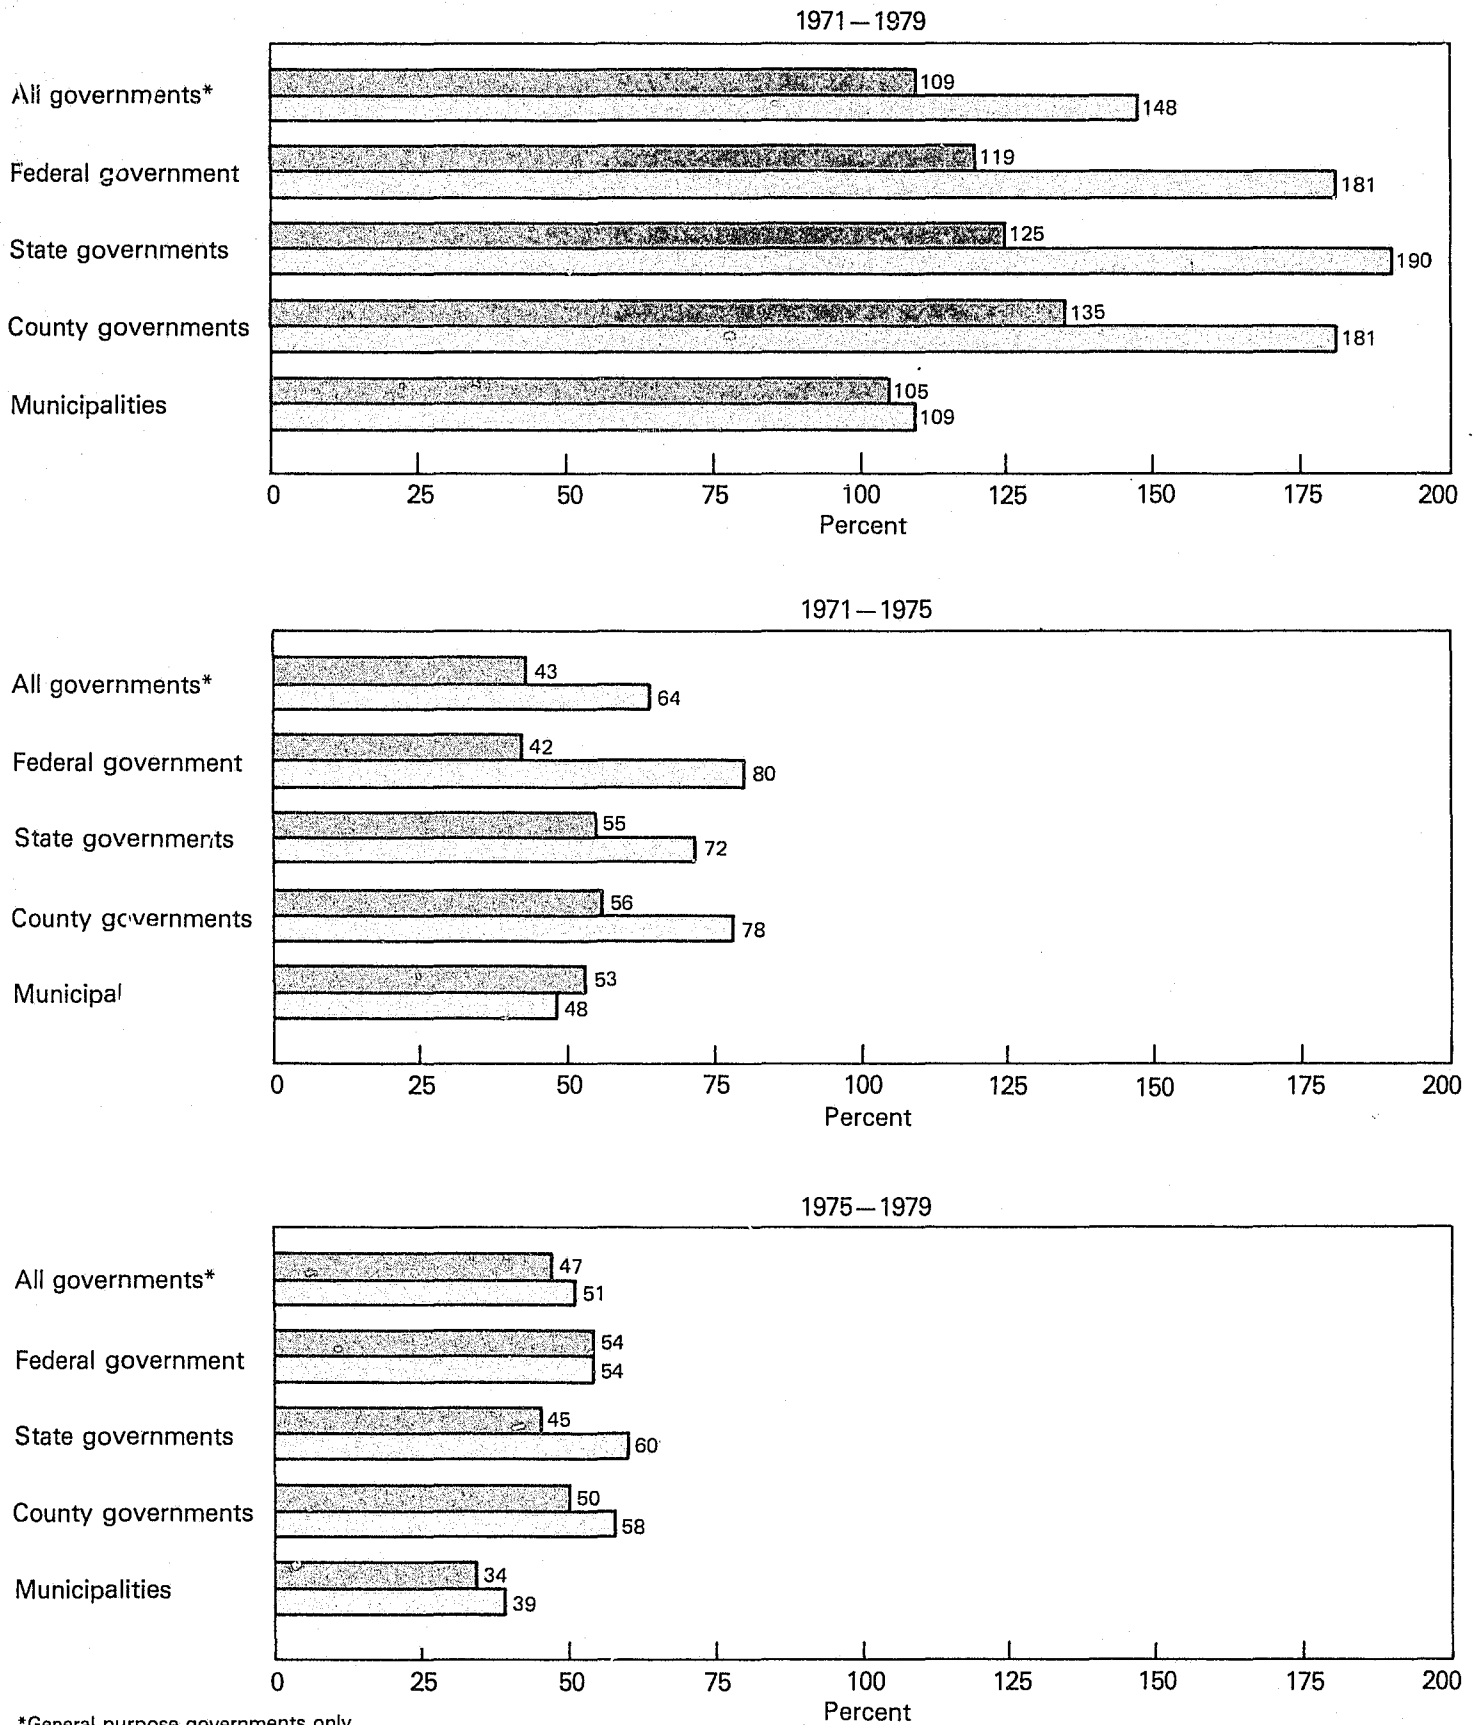 1971—1979
All governments*
109
148
Federal government
119
181
State governments
125
190
County governments
135
181
Municipalities
105
109
0 25 50 75 100 125 150 175 200
Percent
1971—1975
All governments*
43
64
Federal government
42
80
State governments
55
72
County governments
56
78
Municipal
53
48
0 25 50 75 100 125 150 175 200
Percent
1975—1979
All governments*
47
51
Federal government
54
54
State governments
45
60
County governments
50
58
Municipalities
34
39
0 25 50 75 100 125 150 175 200
Percent
*General purpose governments only